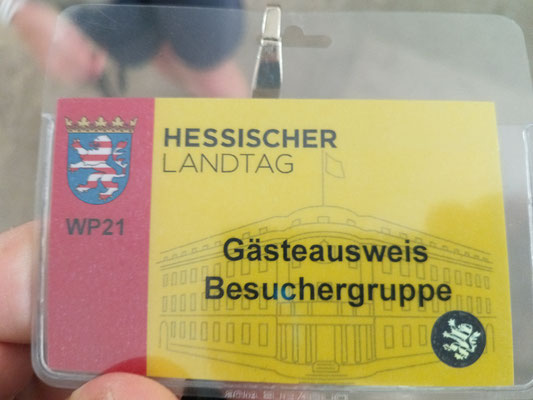 HESSISCHER
LANDTAG
WP21
Gästeausweis
Besuchergruppe